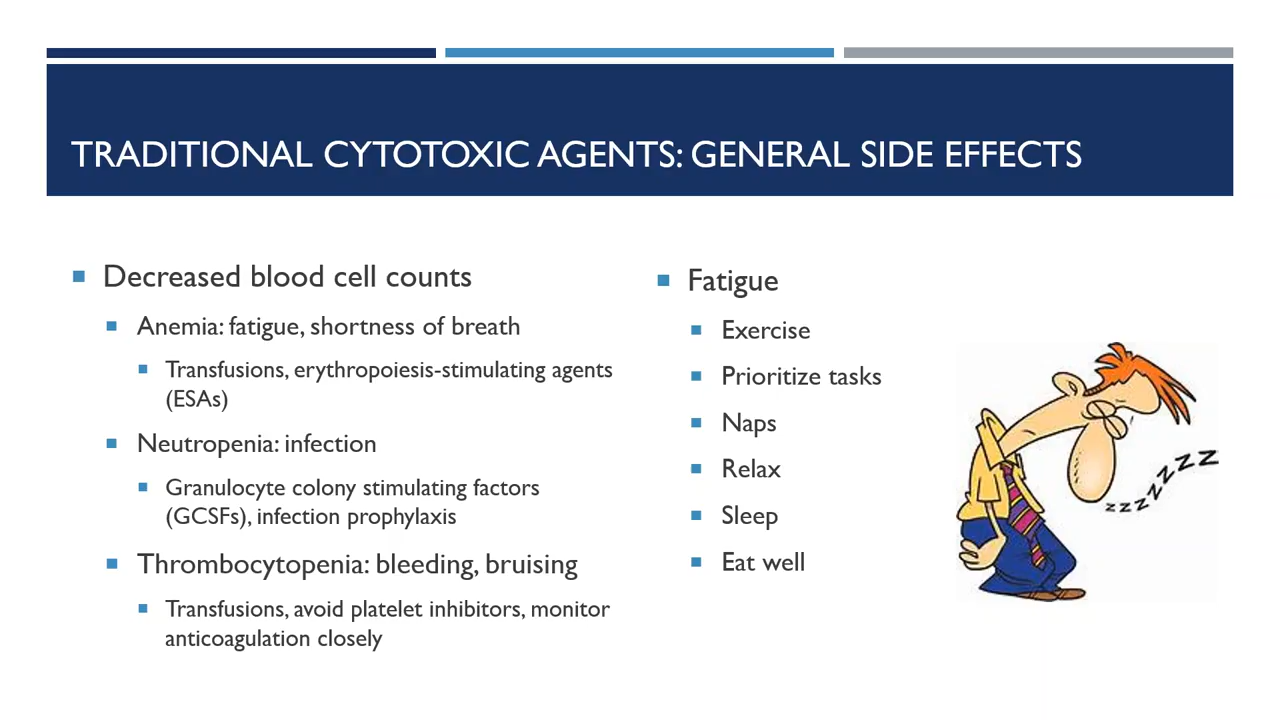 TRADITIONAL CYTOTOXIC AGENTS: GENERAL SIDE EFFECTS
Decreased blood cell counts
Anemia: fatigue, shortness of breath
Transfusions, erythropoiesis-stimulating agents
(ESAs)
Neutropenia: infection
Granulocyte colony stimulating factors
(GCSFs), infection prophylaxis
Thrombocytopenia: bleeding, bruising
Transfusions, avoid platelet inhibitors, monitor
anticoagulation closely
Fatigue
Exercise
Prioritize tasks
Naps
Relax
Sleep
Eat well
zzzzzzzz